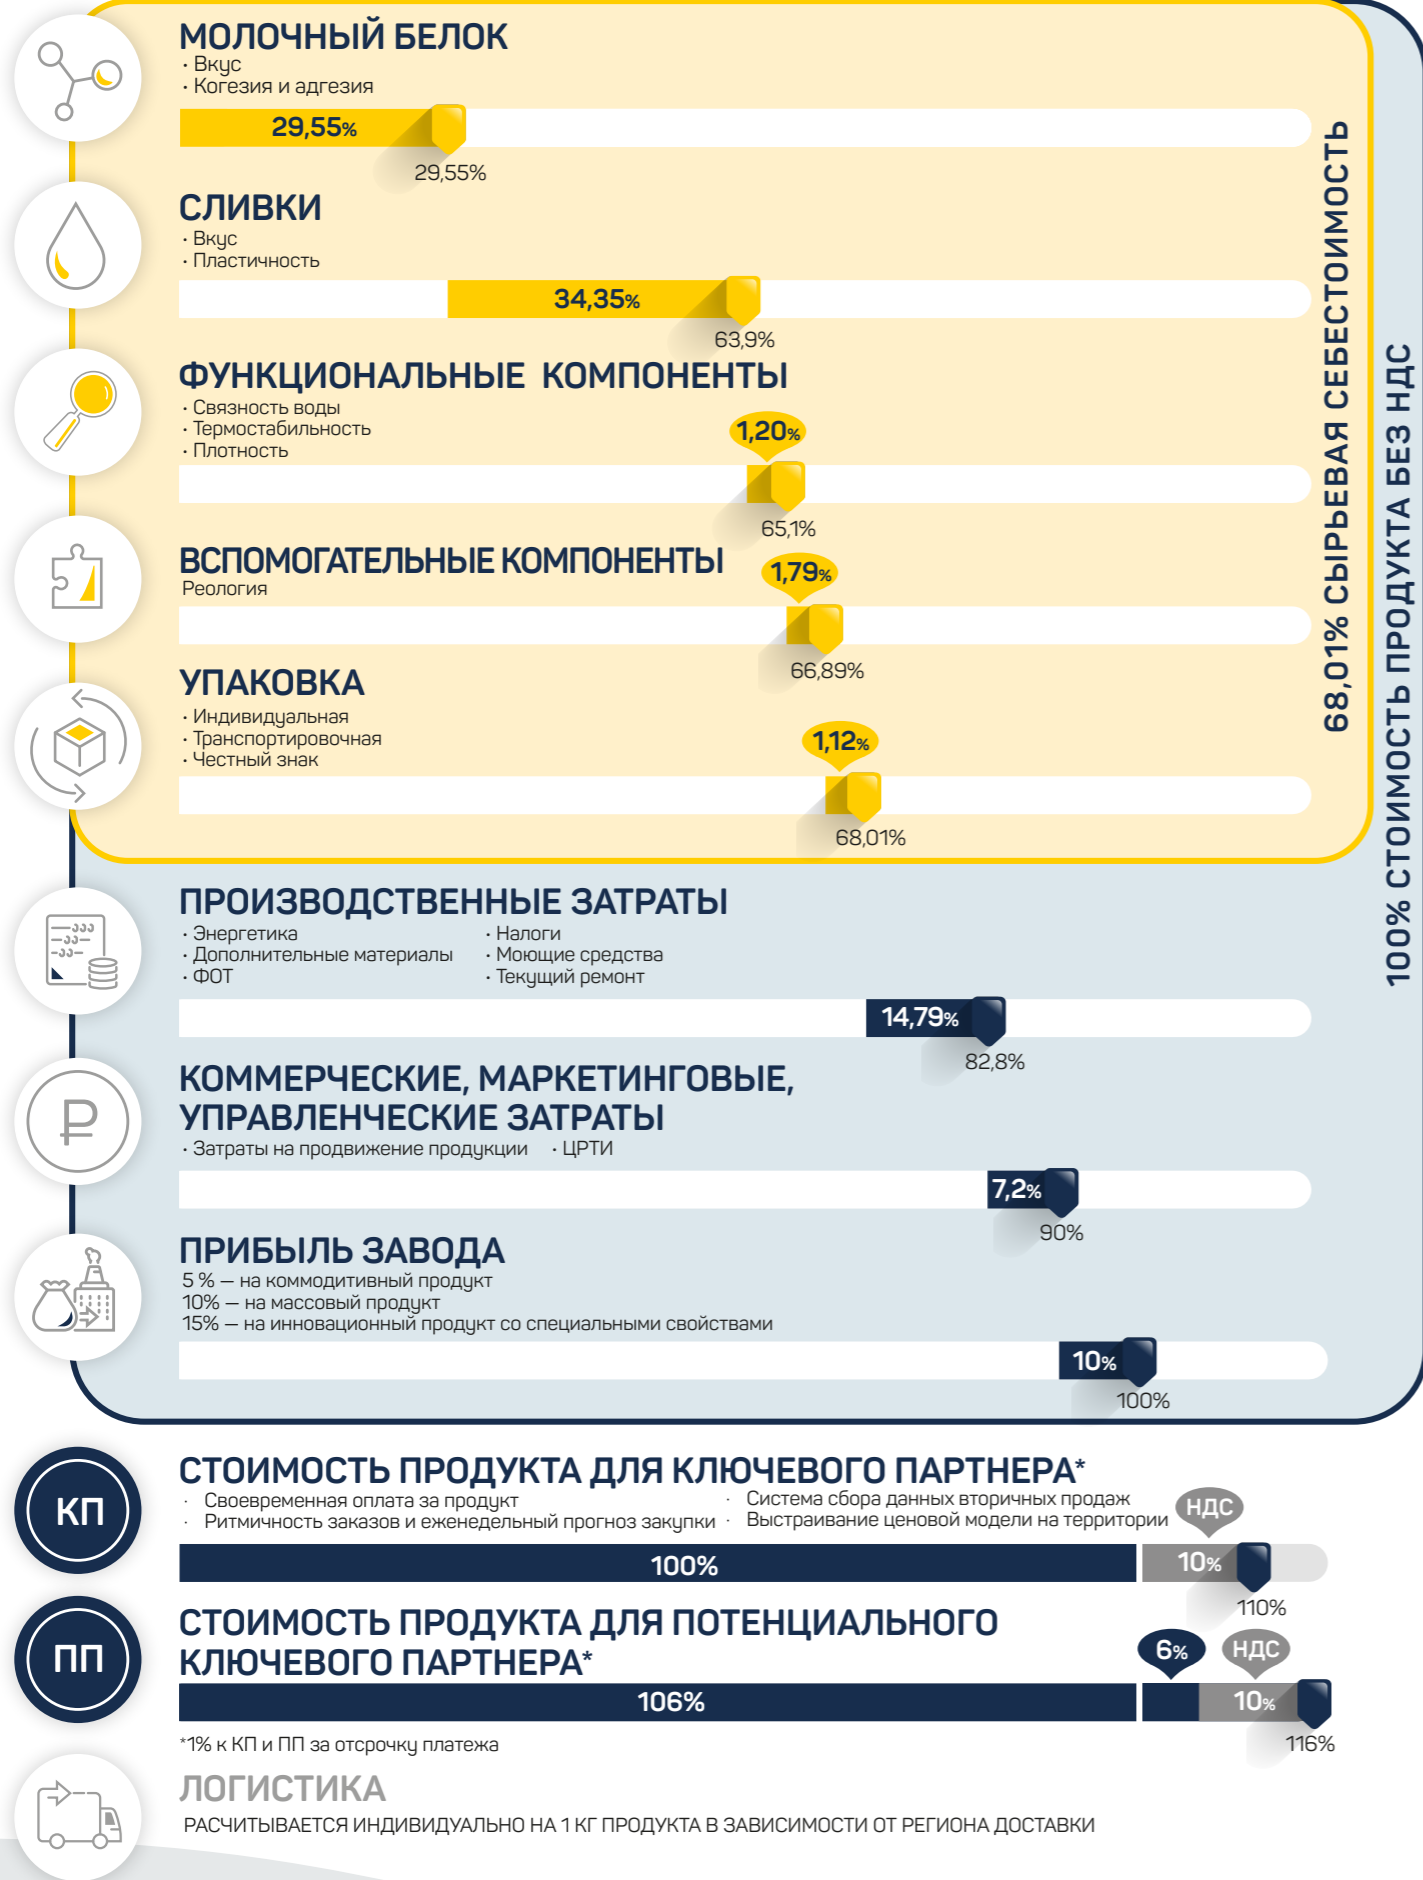 МОЛОЧНЫЙ БЕЛОК
· Вкус
· Когезия и адгезия
29,55%
29,55%
СЛИВКИ
· Вкус
· Пластичность
34,35%
63,9%
ФУНКЦИОНАЛЬНЫЕ КОМПОНЕНТЫ
· Связность воды
· Термостабильность
· Плотность
1,20%
65,1%
ВСПОМОГАТЕЛЬНЫЕ КОМПОНЕНТЫ
Реология
1,79%
66,89%
УПАКОВКА
· Индивидуальная
· Транспортировочная
· Честный знак
1,12%
68,01%
68,01% СЫРЬЕВАЯ СЕБЕСТОИМОСТЬ
100% СТОИМОСТЬ ПРОДУКТА БЕЗ НДС
ПРОИЗВОДСТВЕННЫЕ ЗАТРАТЫ
· Энергетика
· Дополнительные материалы
· ФОТ
· Налоги
· Моющие средства
· Текущий ремонт
14,79%
82,8%
КОММЕРЧЕСКИЕ, МАРКЕТИНГОВЫЕ,
УПРАВЛЕНЧЕСКИЕ ЗАТРАТЫ
· Затраты на продвижение продукции · ЦРТИ
7,2%
90%
ПРИБЫЛЬ ЗАВОДА
5 % — на коммодитивный продукт
10% — на массовый продукт
15% — на инновационный продукт со специальными свойствами
10%
100%
КП
СТОИМОСТЬ ПРОДУКТА ДЛЯ КЛЮЧЕВОГО ПАРТНЕРА*
· Своевременная оплата за продукт
· Ритмичность заказов и еженедельный прогноз закупки
· Система сбора данных вторичных продаж
· Выстраивание ценовой модели на территории
НДС
100%
10%
110%
ПП
СТОИМОСТЬ ПРОДУКТА ДЛЯ ПОТЕНЦИАЛЬНОГО
КЛЮЧЕВОГО ПАРТНЕРА*
6%
НДС
106%
10%
116%
*1% к КП и ПП за отсрочку платежа
ЛОГИСТИКА
РАСЧИТЫВАЕТСЯ ИНДИВИДУАЛЬНО НА 1 КГ ПРОДУКТА В ЗАВИСИМОСТИ ОТ РЕГИОНА ДОСТАВКИ